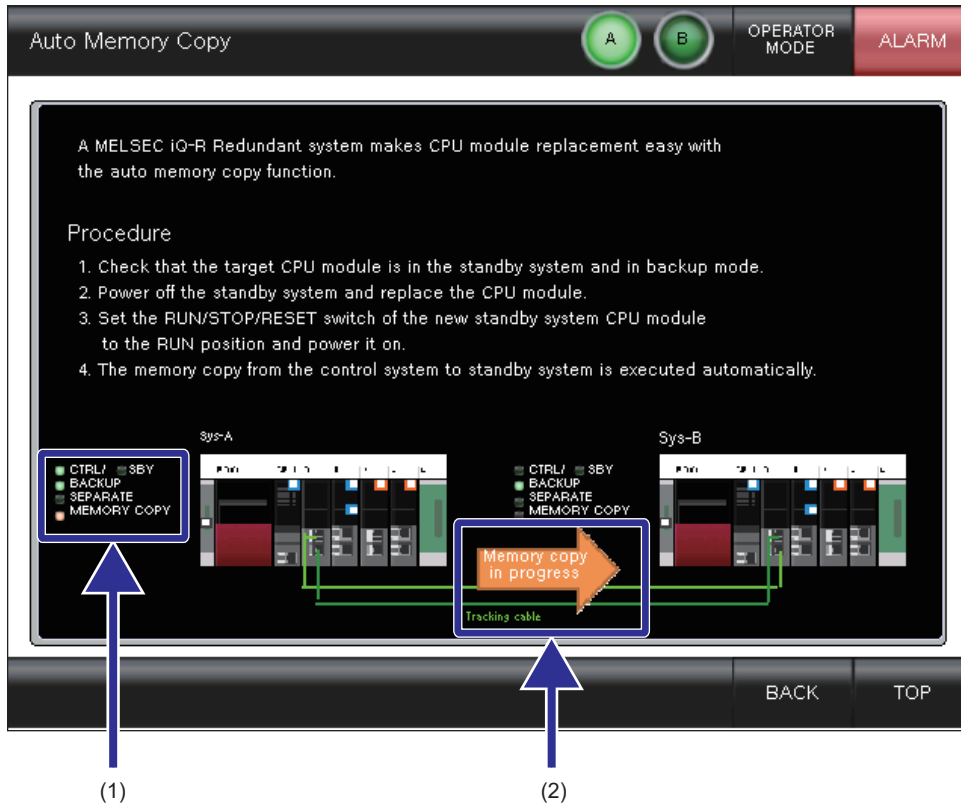 Auto Memory Copy
A
B
OPERATOR
MODE
ALARM
A MELSEC iQ-R Redundant system makes CPU module replacement easy with
the auto memory copy function.
Procedure
1. Check that the target CPU module is in the standby system and in backup mode.
2. Power off the standby system and replace the CPU module.
3. Set the RUN/STOP/RESET switch of the new standby system CPU module
to the RUN position and power it on.
4. The memory copy from the control system to standby system is executed automatically.
Sys-A
Sys-B
CTRL/ SBY
BACKUP
SEPARATE
MEMORY COPY
CTRL/ SBY
BACKUP
SEPARATE
MEMORY COPY
Memory copy
in progress
Tracking cable
BACK
TOP
(1)
(2)